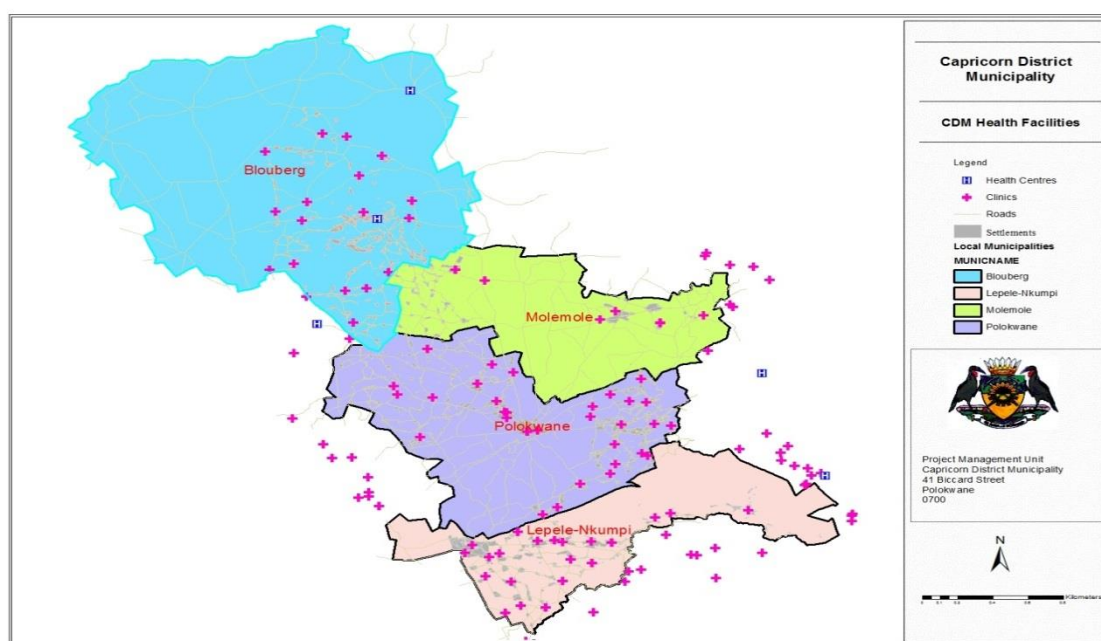 Blouberg
Molemole
Polokwane
Lepele-Nkumpi
Capricorn District
Municipality
CDM Health Facilities
Legend
H Health Centres
Clinics
Roads
Settlements
Local Municipalities
MUNICNAME
Blouberg
Lepele-Nkumpi
Molemole
Polokwane
Project Management Unit
Capricorn District Municipality
41 Biccard Street
Polokwane
0700
N
Kilometers